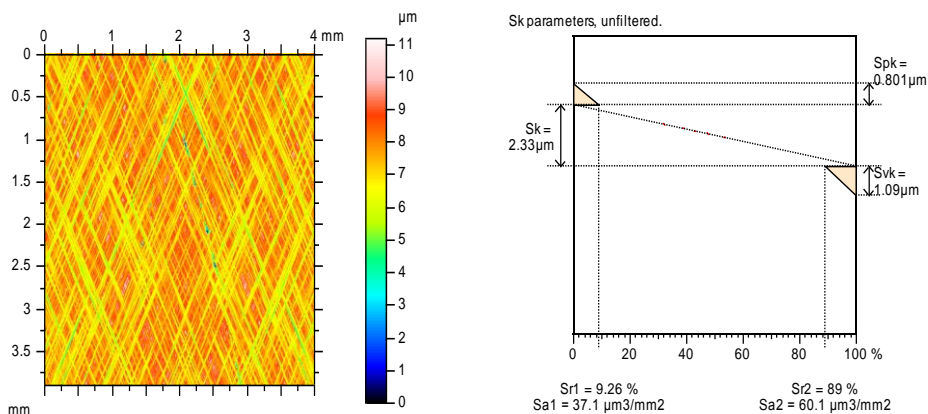 µm
0 1 2 3 4 mm
0
0.5
1
1.5
2
2.5
3
3.5
mm
11
10
9
8
7
6
5
4
3
2
1
0
Sk parameters, unfiltered.
Spk =
0.801µm
Sk =
2.33µm
Svk =
1.09µm
0 20 40 60 80 100 %
Sr1 = 9.26 % Sr2 = 89 %
Sa1 = 37.1 µm3/mm2 Sa2 = 60.1 µm3/mm2